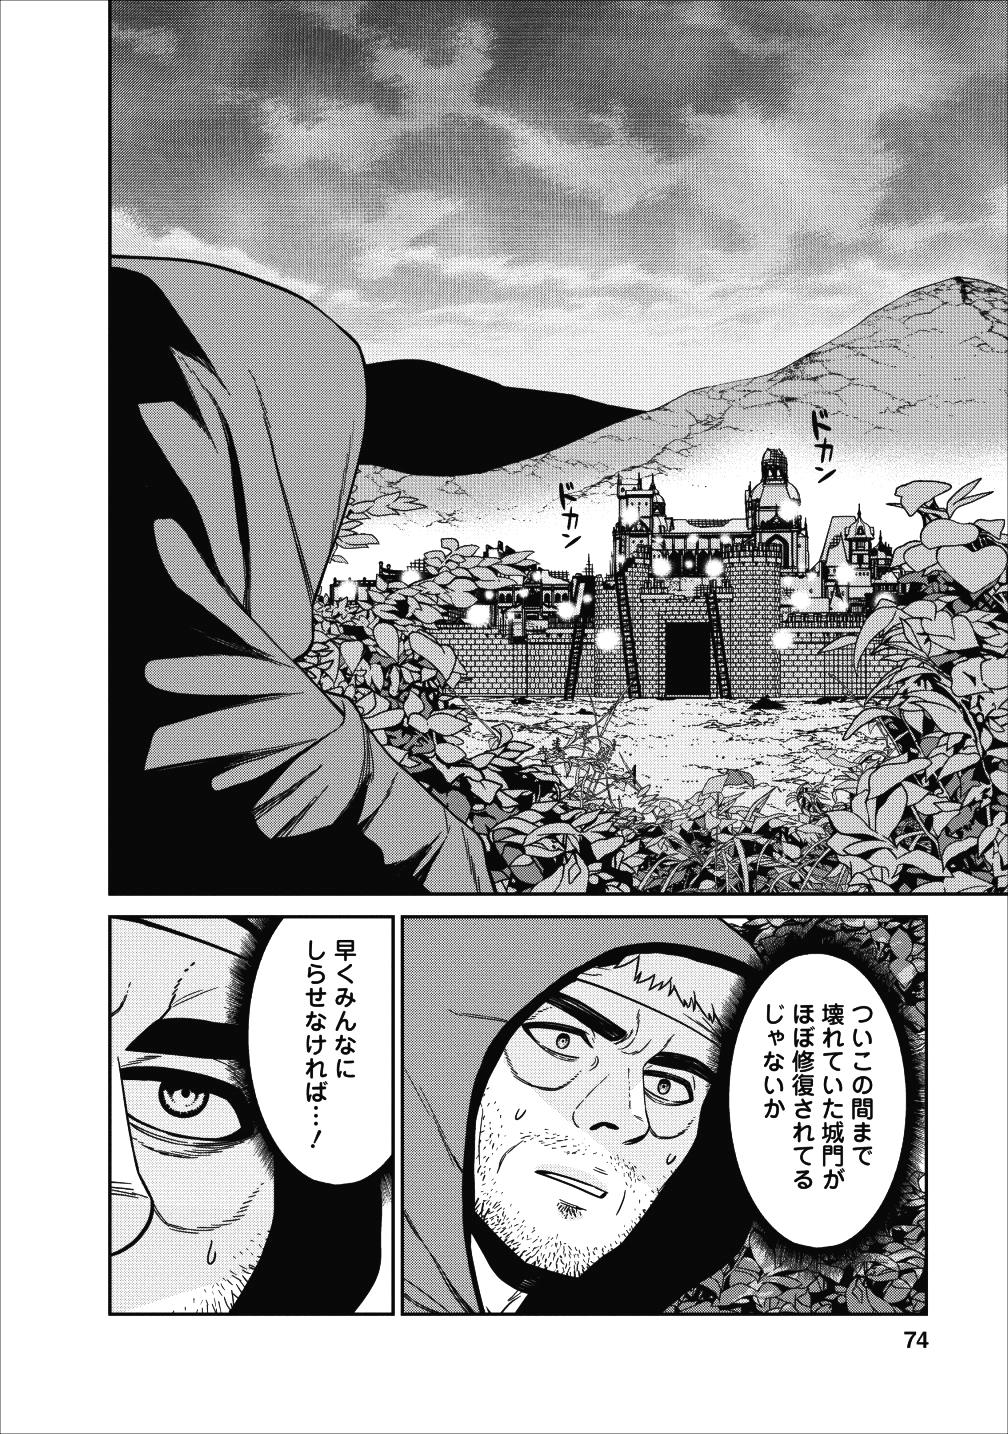 ドカン
ドカン
ついこの間まで
壊れていた城門が
ほぼ修復されてる
じゃないか
早くみんなに
しらせなければ…!
74